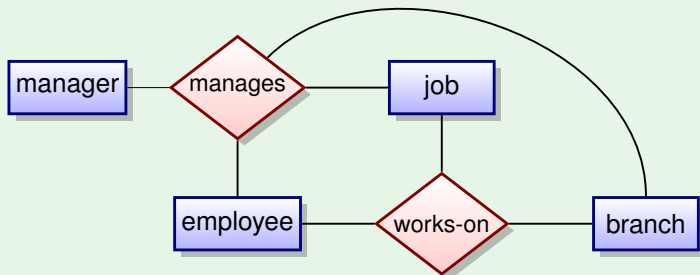 manager
manages
job
employee
works-on
branch